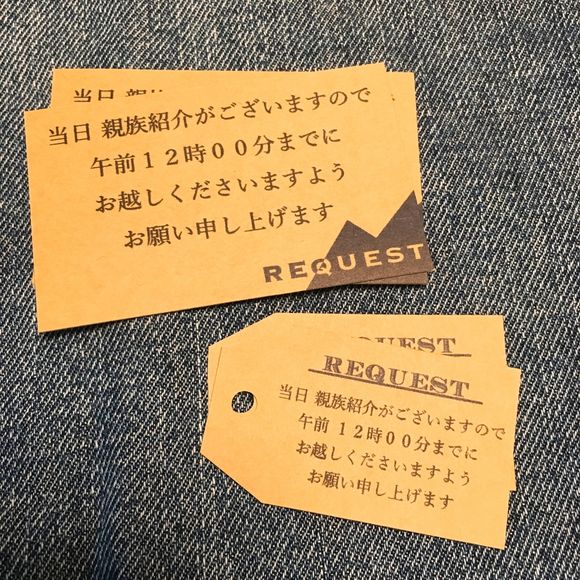 当日 親
当日 親族紹介がございますので
午前１２時００分までに
お越しくださいますよう
お願い申し上げます
REQUEST
QUEST
REQUEST
当日 親族紹介がございますので
午前 １２時００分までに
お越しくださいますよう
お願い申し上げます